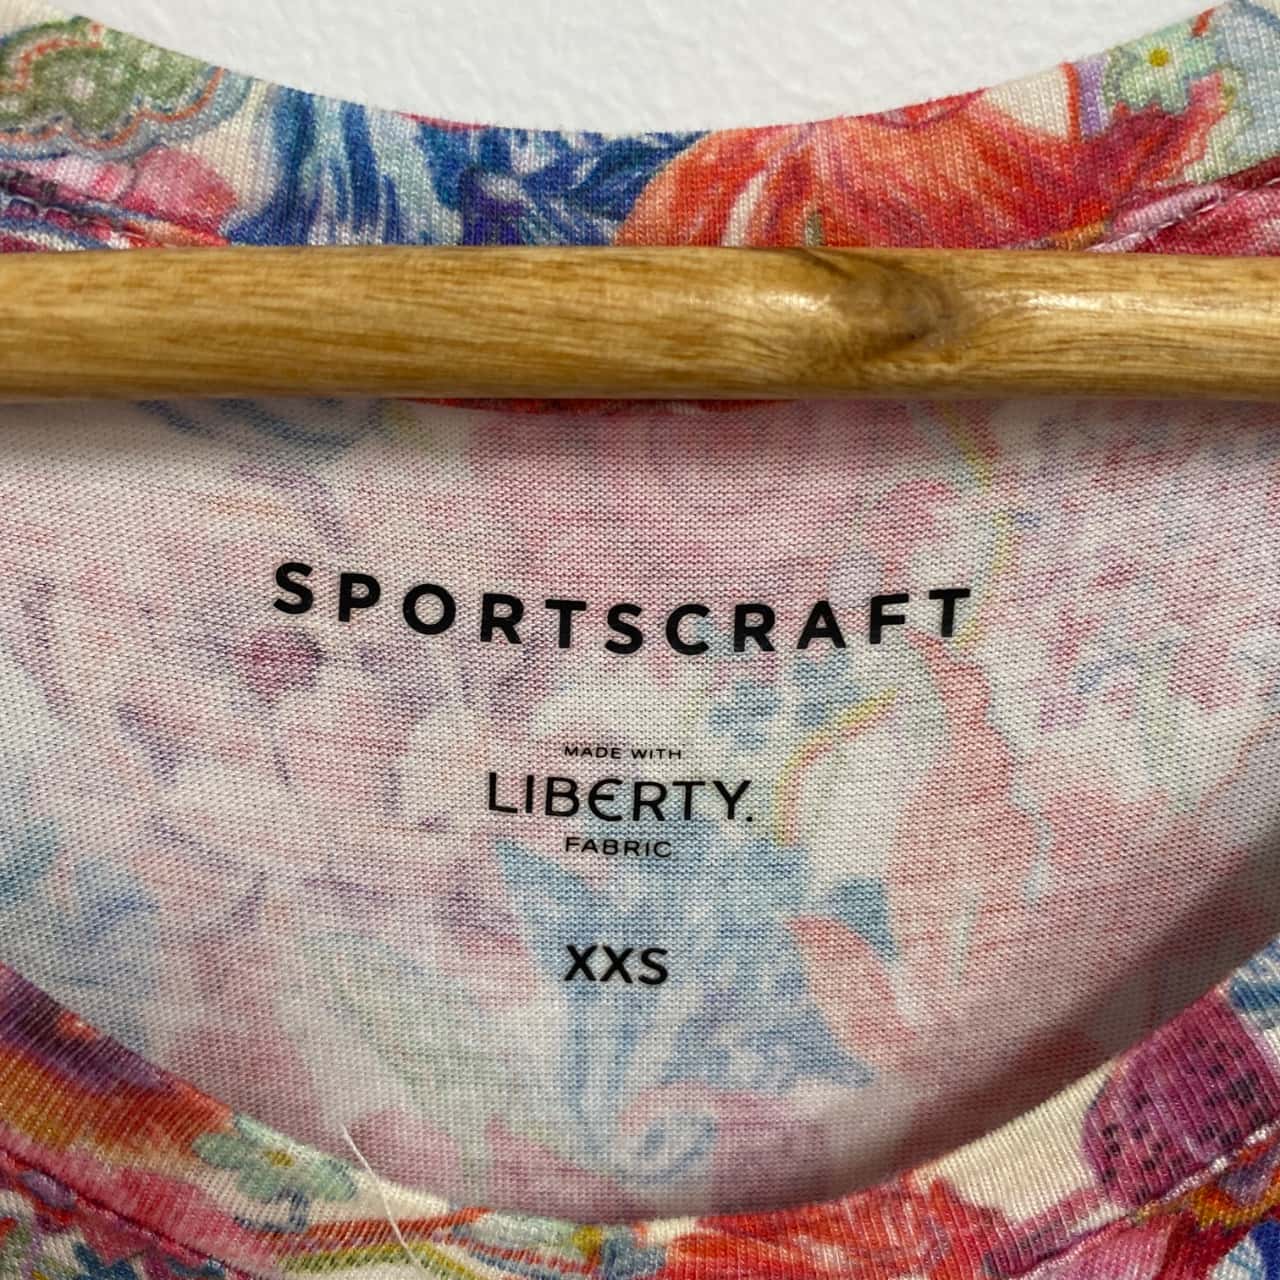 SPORTSCRAFT
MADE WITH
LIBERTY.
FABRIC
XXS